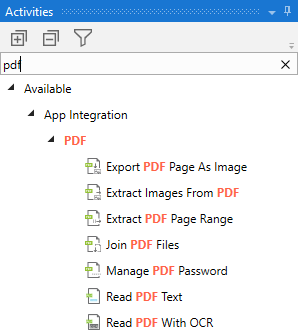 Activities
pdf
Available
App Integration
PDF
Export PDF Page As Image
Extract Images From PDF
Extract PDF Page Range
Join PDF Files
Manage PDF Password
Read PDF Text
Read PDF With OCR